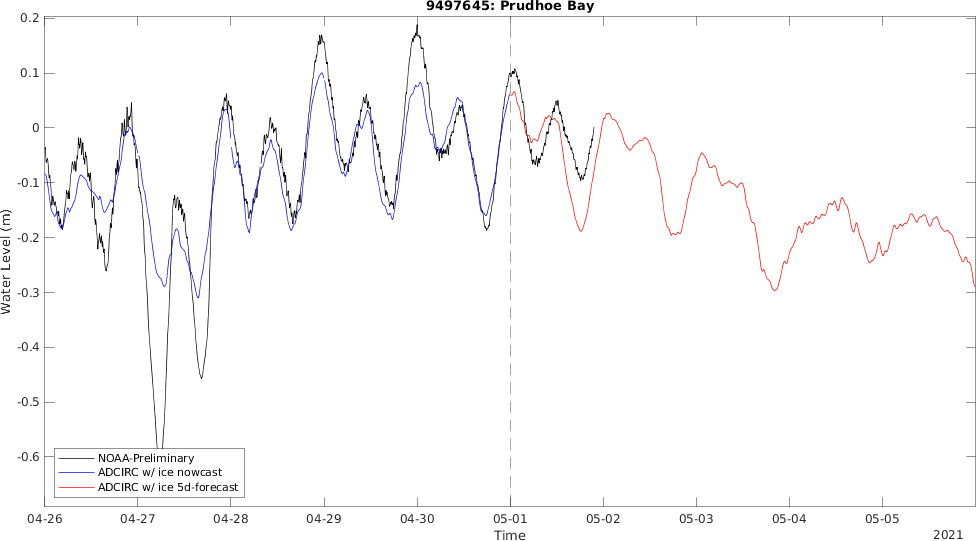 9497645: Prudhoe Bay
0.2
0.1
0
-0.1
-0.2
-0.3
-0.4
-0.5
-0.6
Water Level (m)
NOAA-Preliminary
ADCIRC w/ ice nowcast
ADCIRC w/ ice 5d-forecast
04-26 04-27 04-28 04-29 04-30 05-01 05-02 05-03 05-04 05-05
Time
2021